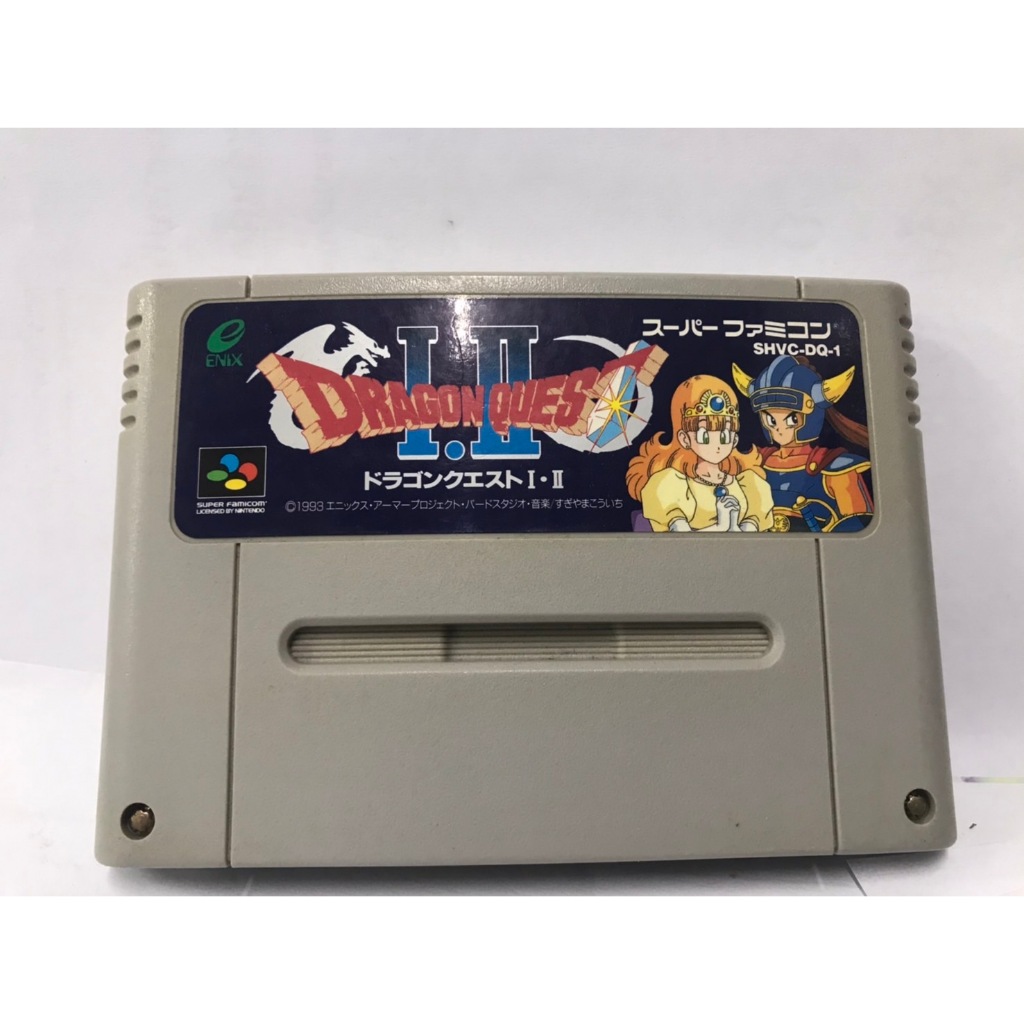 ENIX
I・II
DRAGON QUEST
ドラゴンクエスト I・II
スーパーファミコン
SHVC-DQ-1
SUPER FAMICOM
LICENSED BY NINTENDO
©1993 エニックス・アーマープロジェクト・バードスタジオ・音楽/すぎやまこういち